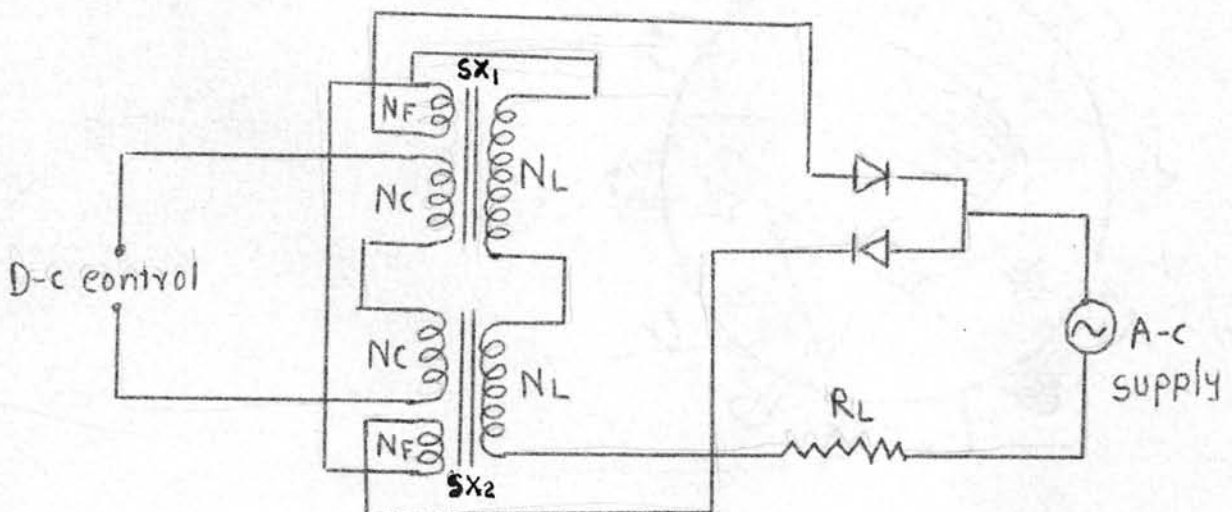 SX₁
NF
NC
NL
D-c control
NC
NL
NF
SX₂
RL
A-c
supply